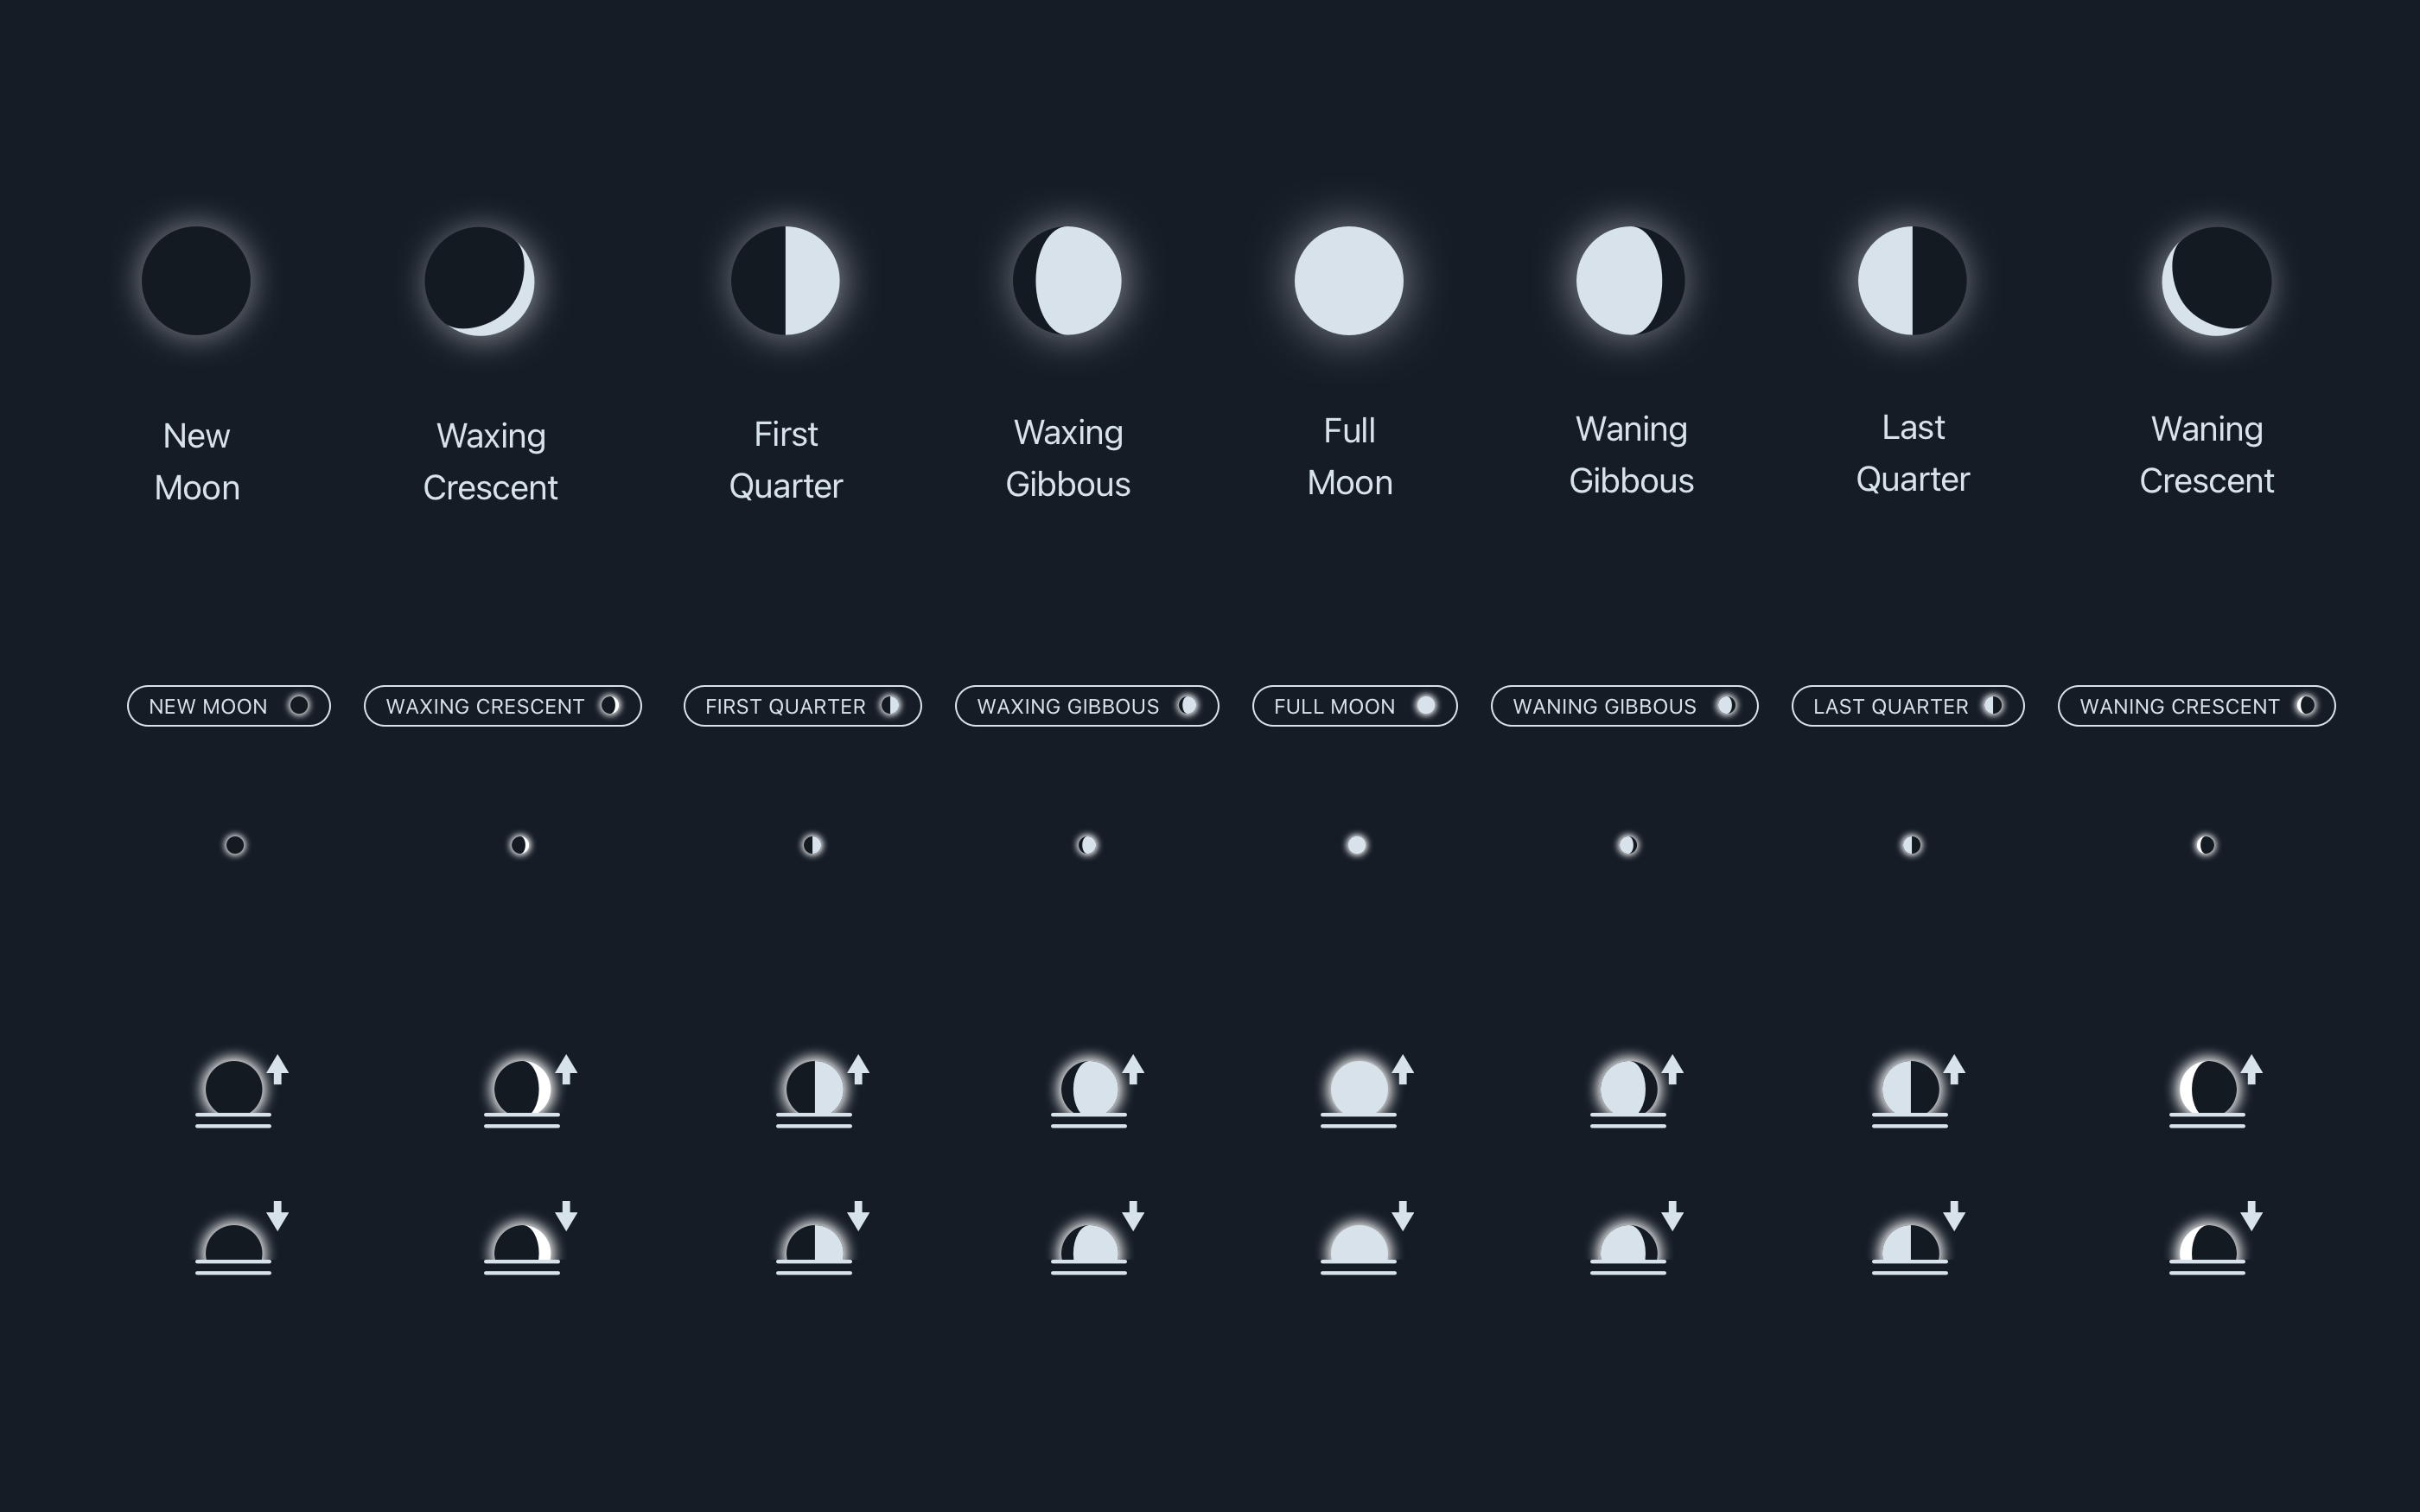 New
Moon
Waxing
Crescent
First
Quarter
Waxing
Gibbous
Full
Moon
Waning
Gibbous
Last
Quarter
Waning
Crescent
NEW MOON
WAXING CRESCENT
FIRST QUARTER
WAXING GIBBOUS
FULL MOON
WANING GIBBOUS
LAST QUARTER
WANING CRESCENT